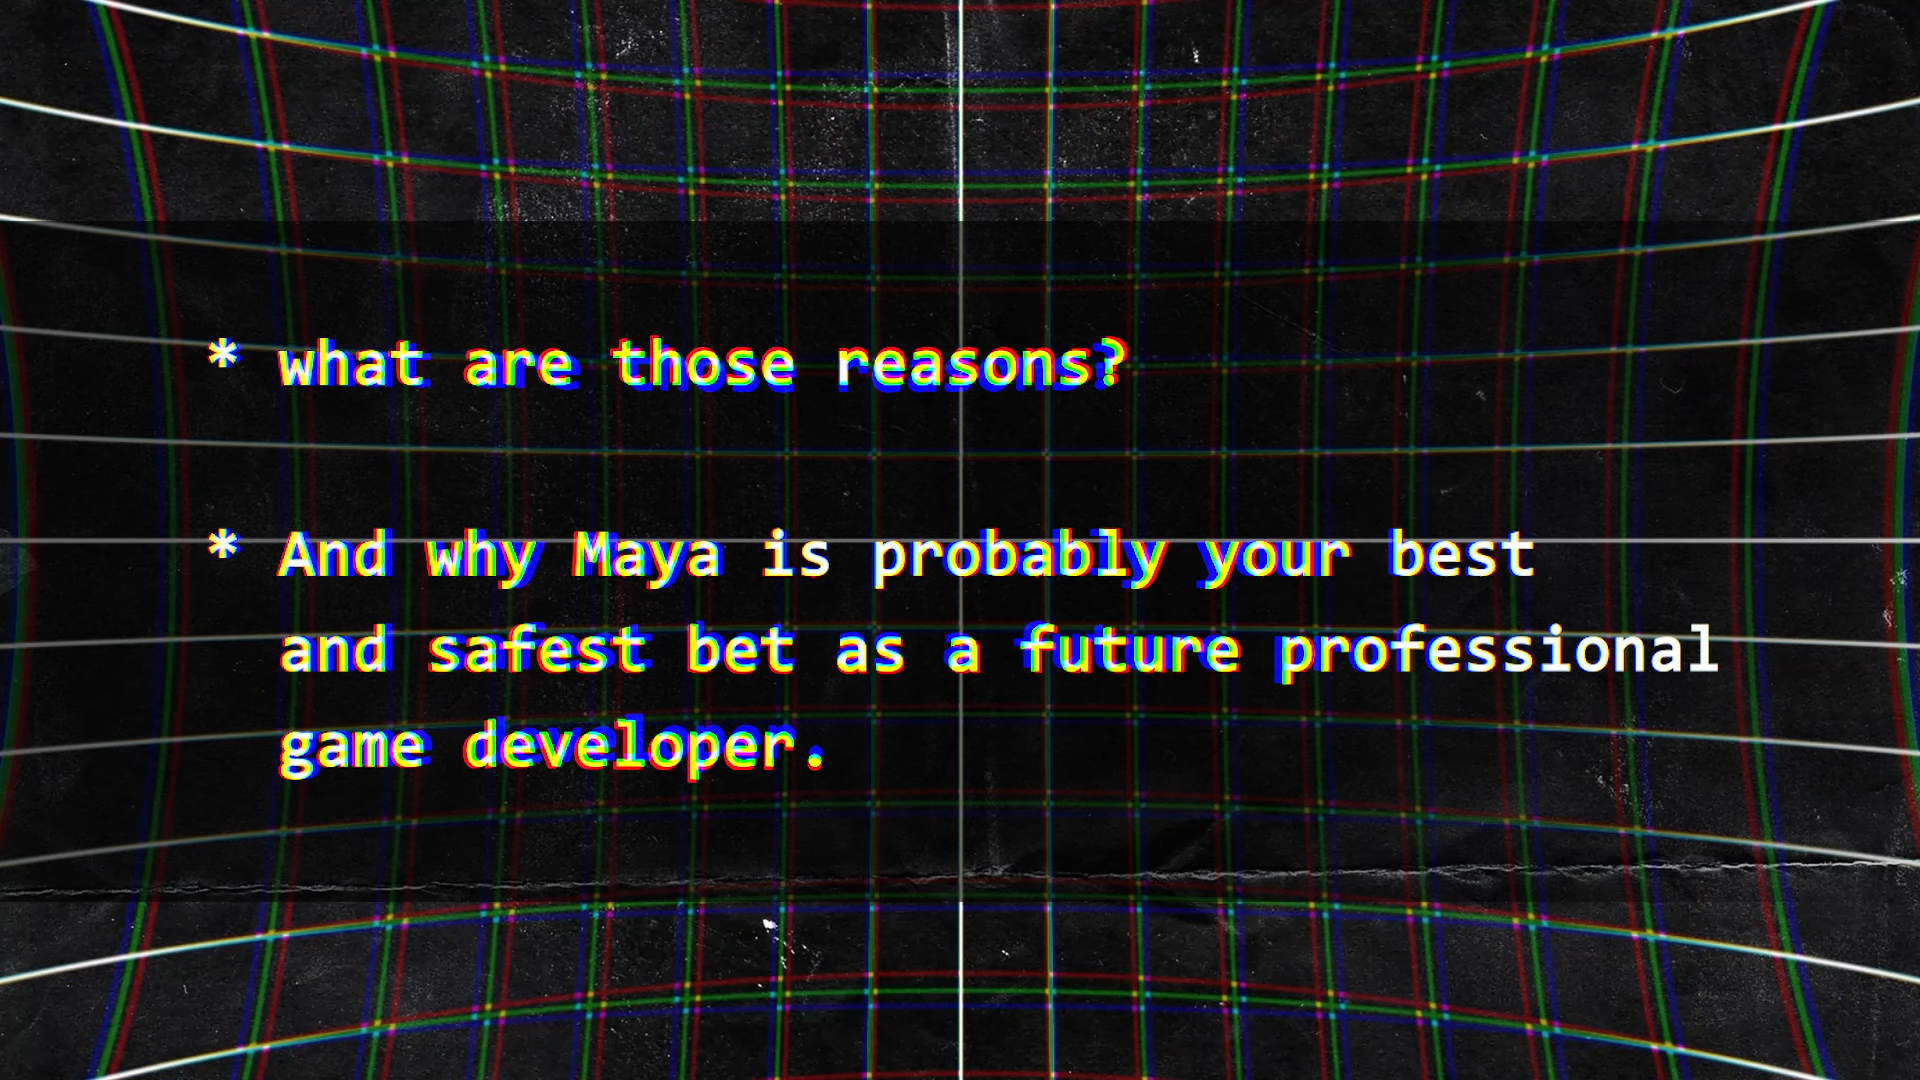 * what are those reasons?
* And why Maya is probably your best
and safest bet as a future professional
game developer.